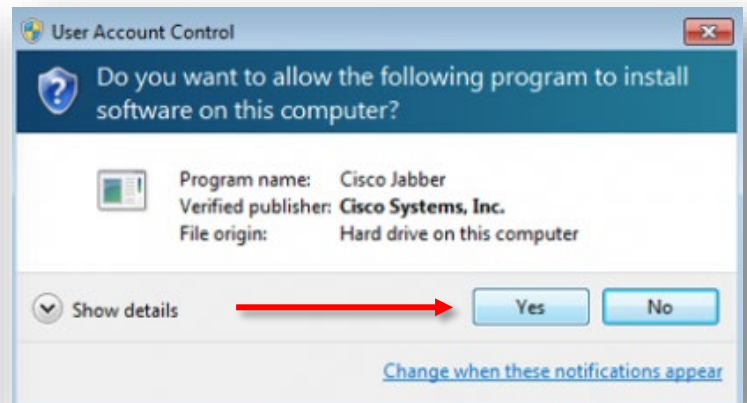 User Account Control
Do you want to allow the following program to install
software on this computer?
Program name: Cisco Jabber
Verified publisher: Cisco Systems, Inc.
File origin: Hard drive on this computer
Show details Yes No
Change when these notifications appear